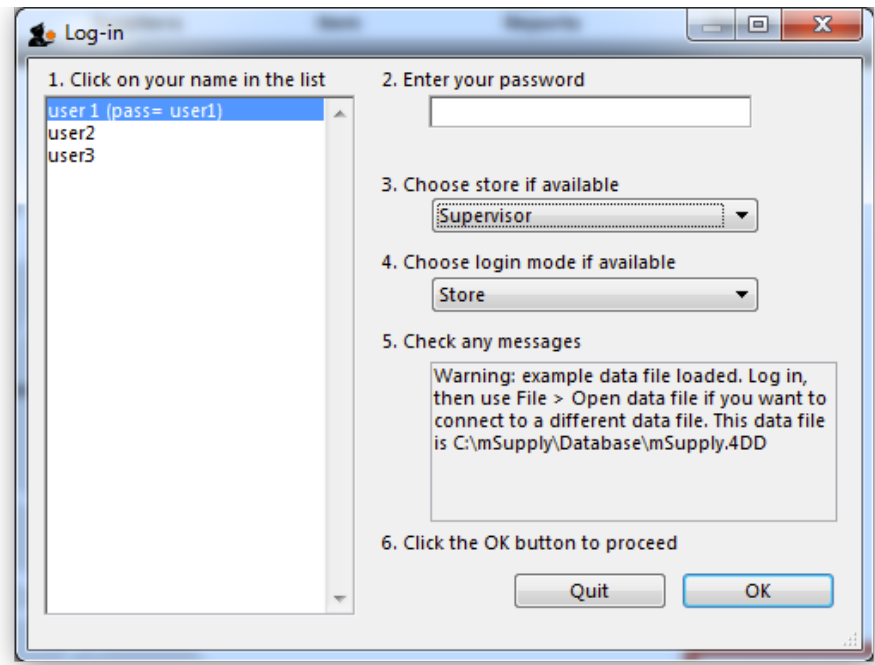 Log-in
1. Click on your name in the list
user 1 (pass= user1)
user2
user3
2. Enter your password
3. Choose store if available
Supervisor
4. Choose login mode if available
Store
5. Check any messages
Warning: example data file loaded. Log in,
then use File > Open data file if you want to
connect to a different data file. This data file
is C:\mSupply\Database\mSupply.4DD
6. Click the OK button to proceed
Quit
OK